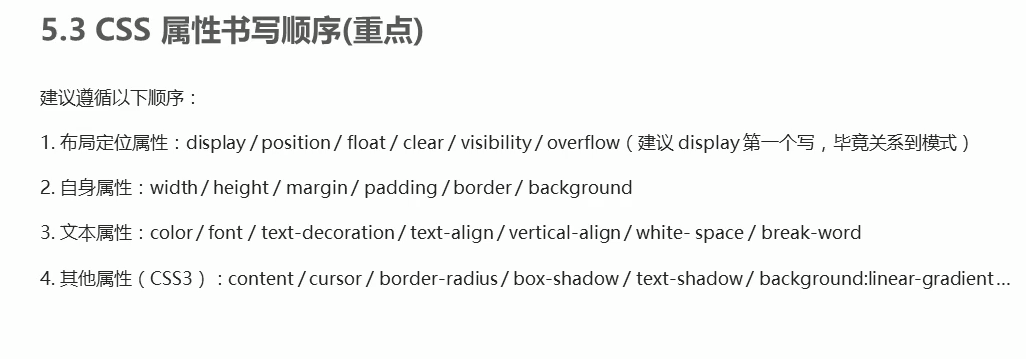 5.3 CSS 属性书写顺序(重点)
建议遵循以下顺序：
1. 布局定位属性：display / position / float / clear / visibility / overflow（建议 display 第一个写，毕竟关系到模式）
2. 自身属性：width / height / margin / padding / border / background
3. 文本属性：color / font / text-decoration / text-align / vertical-align / white- space / break-word
4. 其他属性（CSS3）：content / cursor / border-radius / box-shadow / text-shadow / background:linear-gradient…